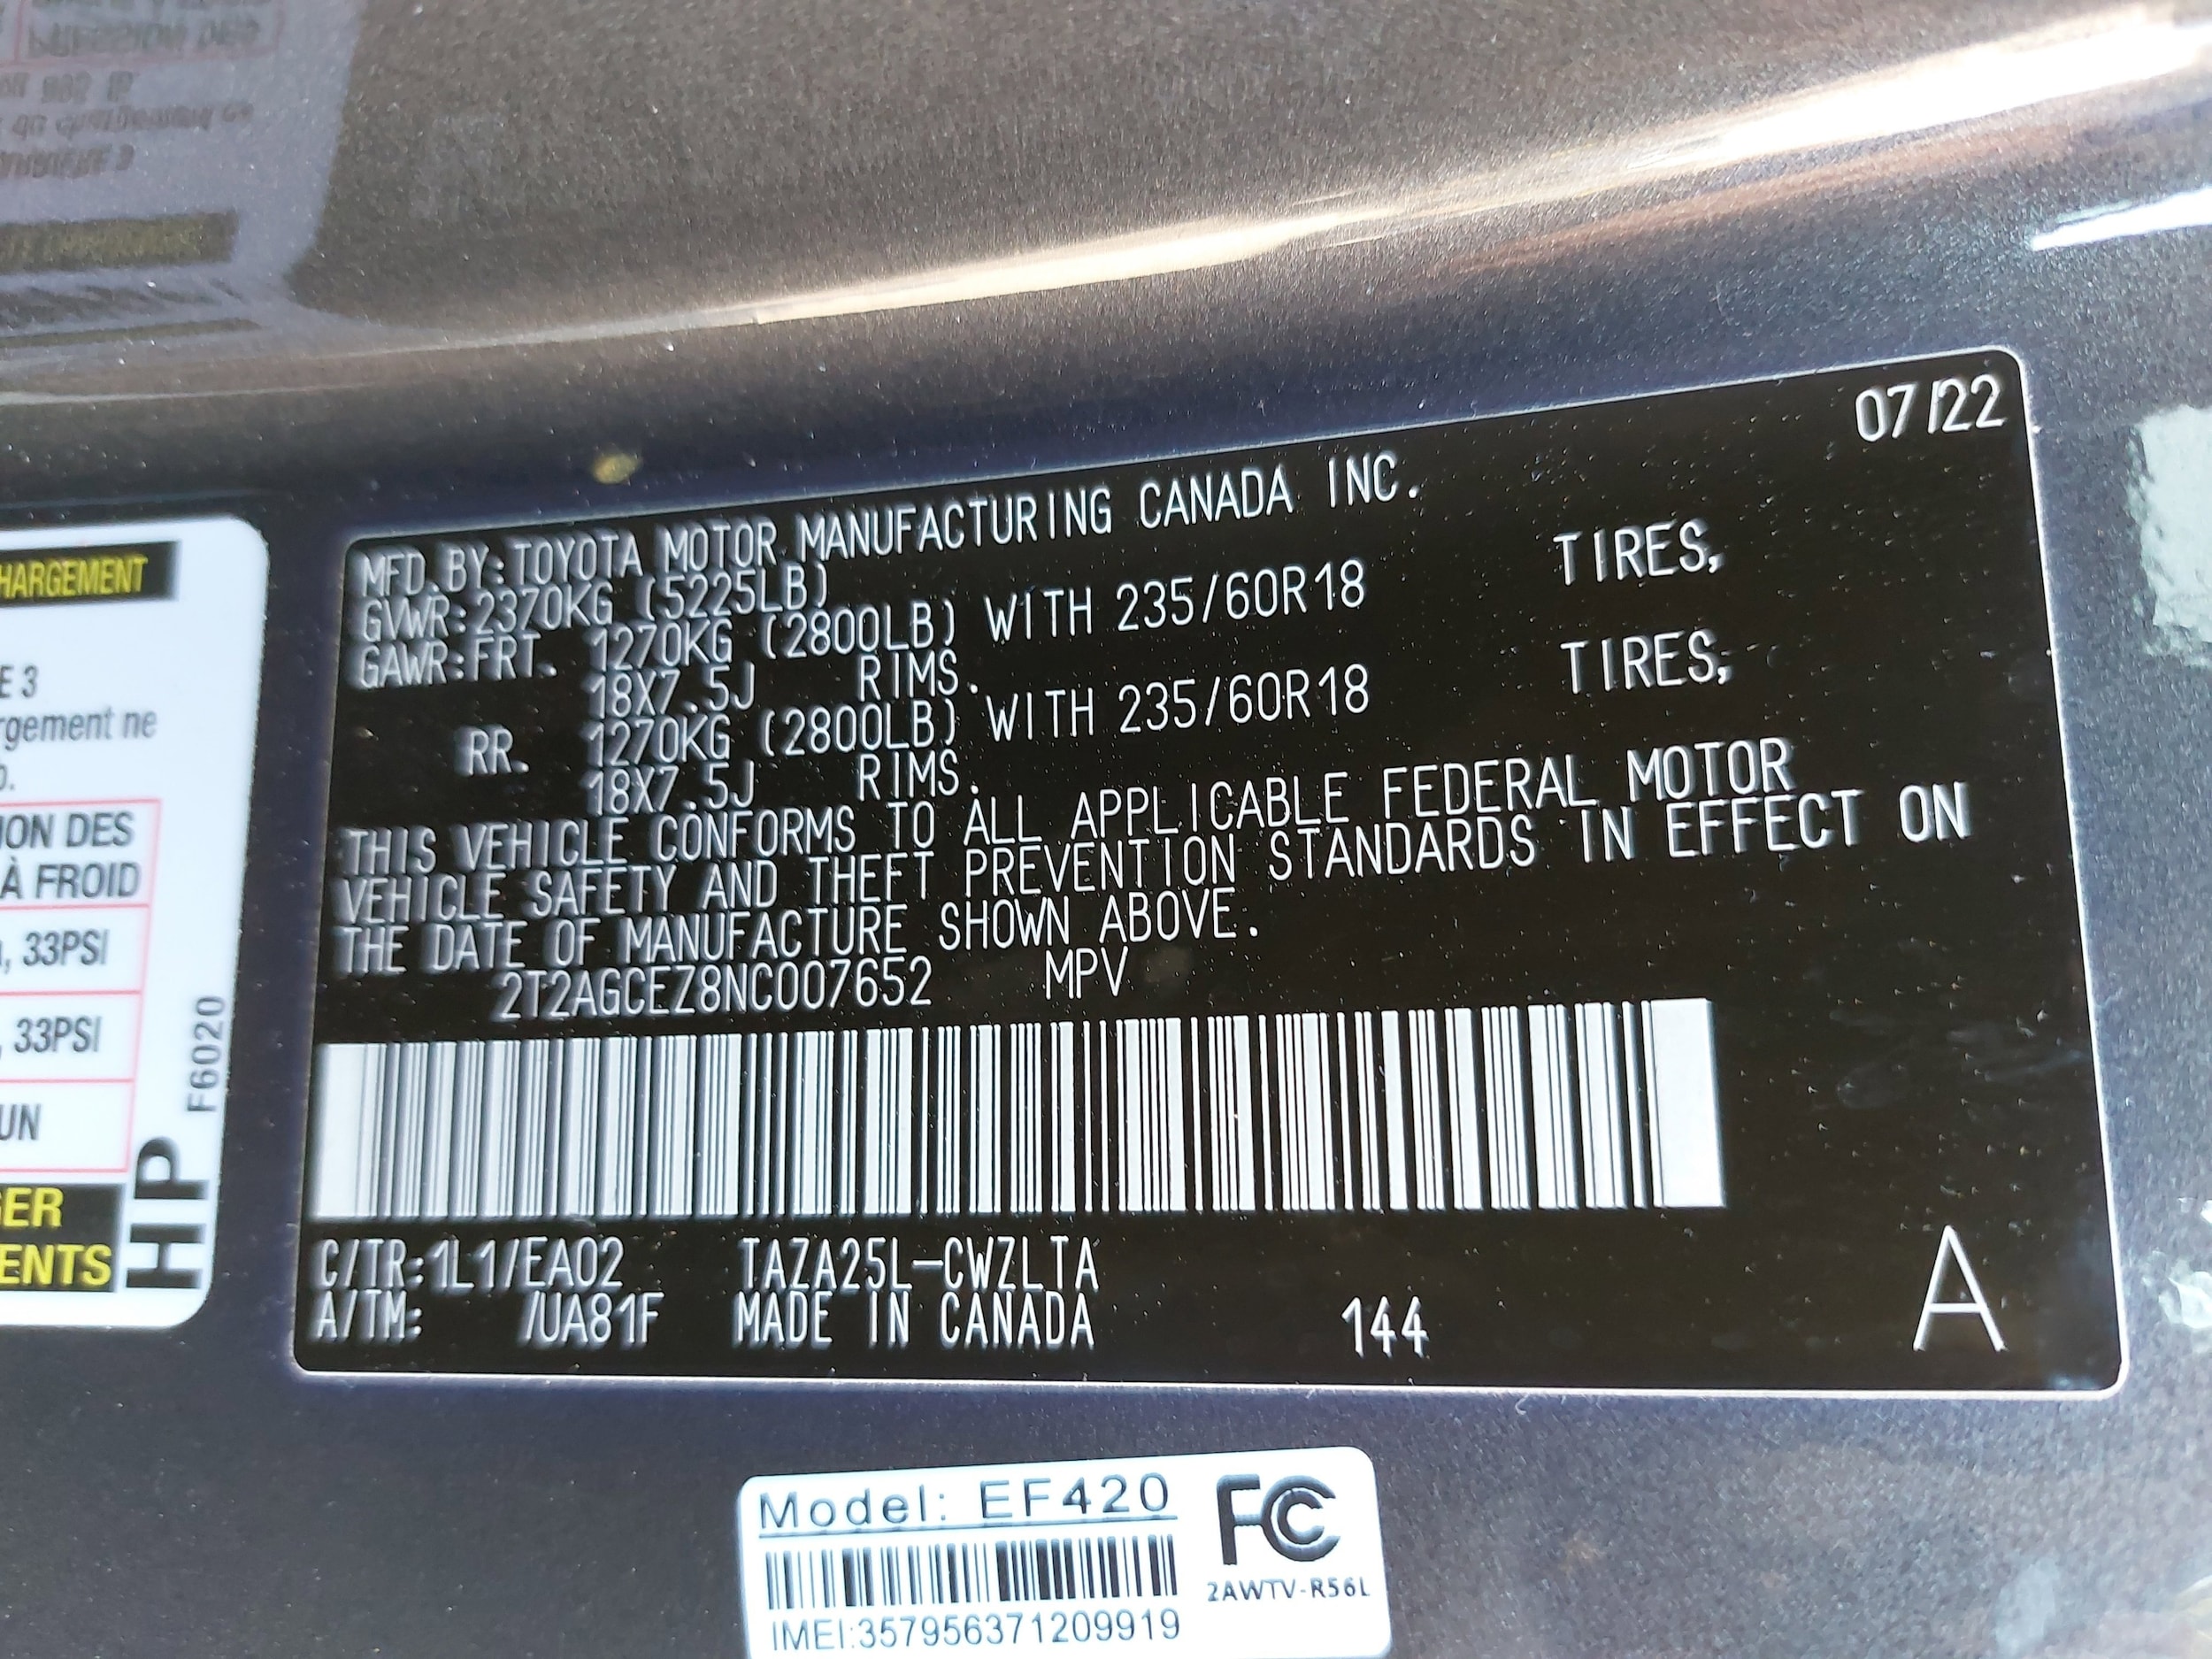 07/22
MFD.BY:TOYOTA MOTOR MANUFACTURING CANADA INC.
GVWR:2370KG (5225LB)
GAWR:FRT. 1270KG (2800LB) WITH 235/60R18 TIRES,
18X7.5J RIMS.
RR. 1270KG (2800LB) WITH 235/60R18 TIRES,
18X7.5J RIMS.
THIS VEHICLE CONFORMS TO ALL APPLICABLE FEDERAL MOTOR
VEHICLE SAFETY AND THEFT PREVENTION STANDARDS IN EFFECT ON
THE DATE OF MANUFACTURE SHOWN ABOVE.
2T2AGCEZ8NC007652 MPV
C/TR:1L1/EA02 TAZA25L-CWZLTA
A/TM: /UA81F MADE IN CANADA 144 A
HARGEMENT
E 3
rgement ne
ION DES
À FROID
, 33PSI
, 33PSI
UN
GER
ENTS
HP F6020
Model: EF420
FC
2AWTV-R56L
IMEI:357956371209919